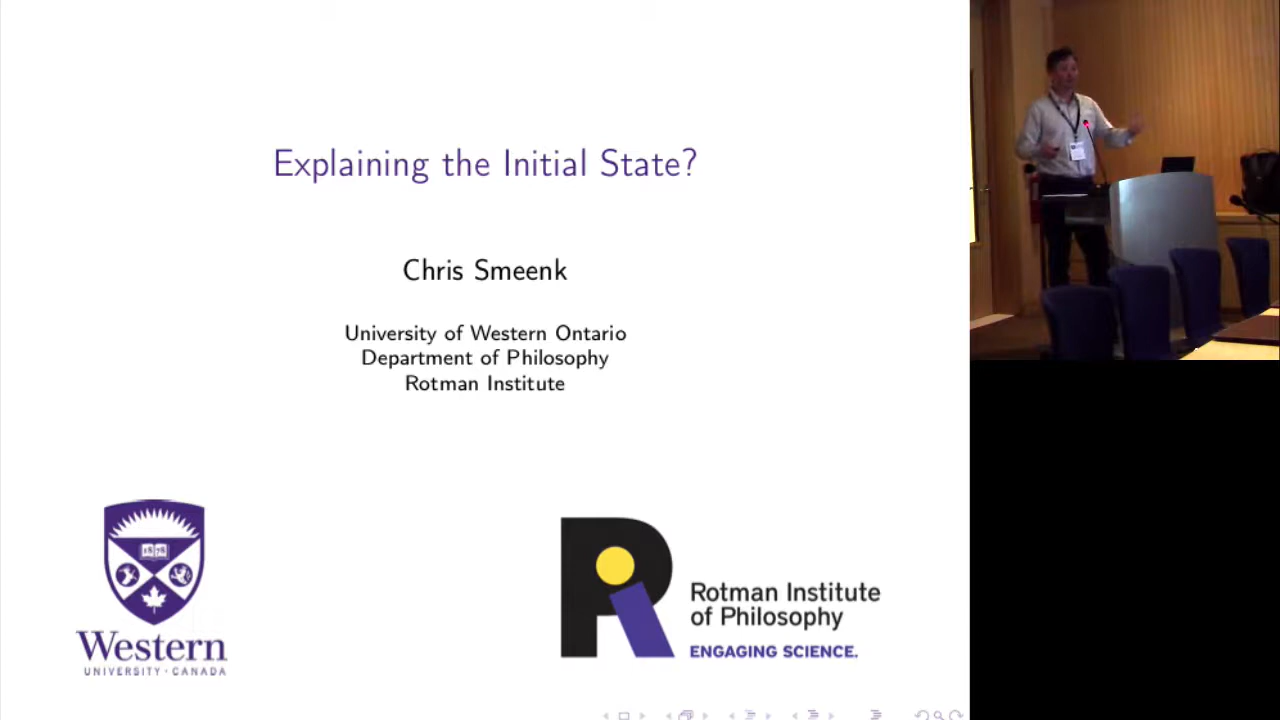 Explaining the Initial State?
Chris Smeenk
University of Western Ontario
Department of Philosophy
Rotman Institute
1878
Western
UNIVERSITY · CANADA
Rotman Institute
of Philosophy
ENGAGING SCIENCE.